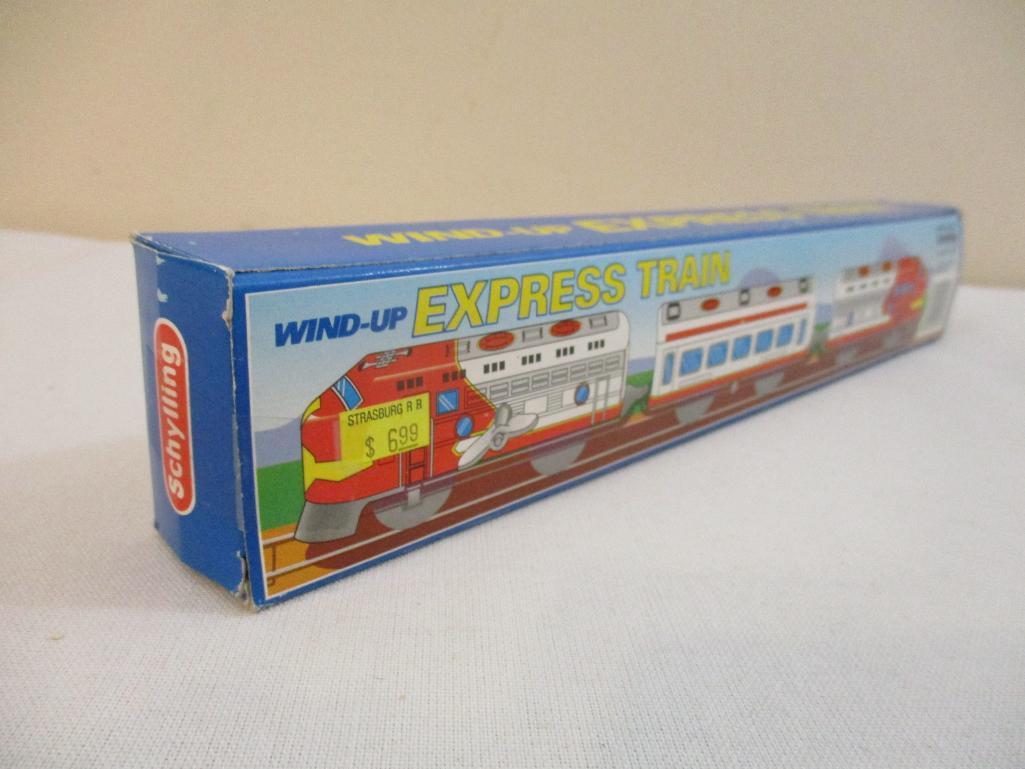 WIND-UP EXPRESS TRAIN
WIND-UP EXPRESS TRAIN
STRASBURG R R
$ 6.99
Schylling